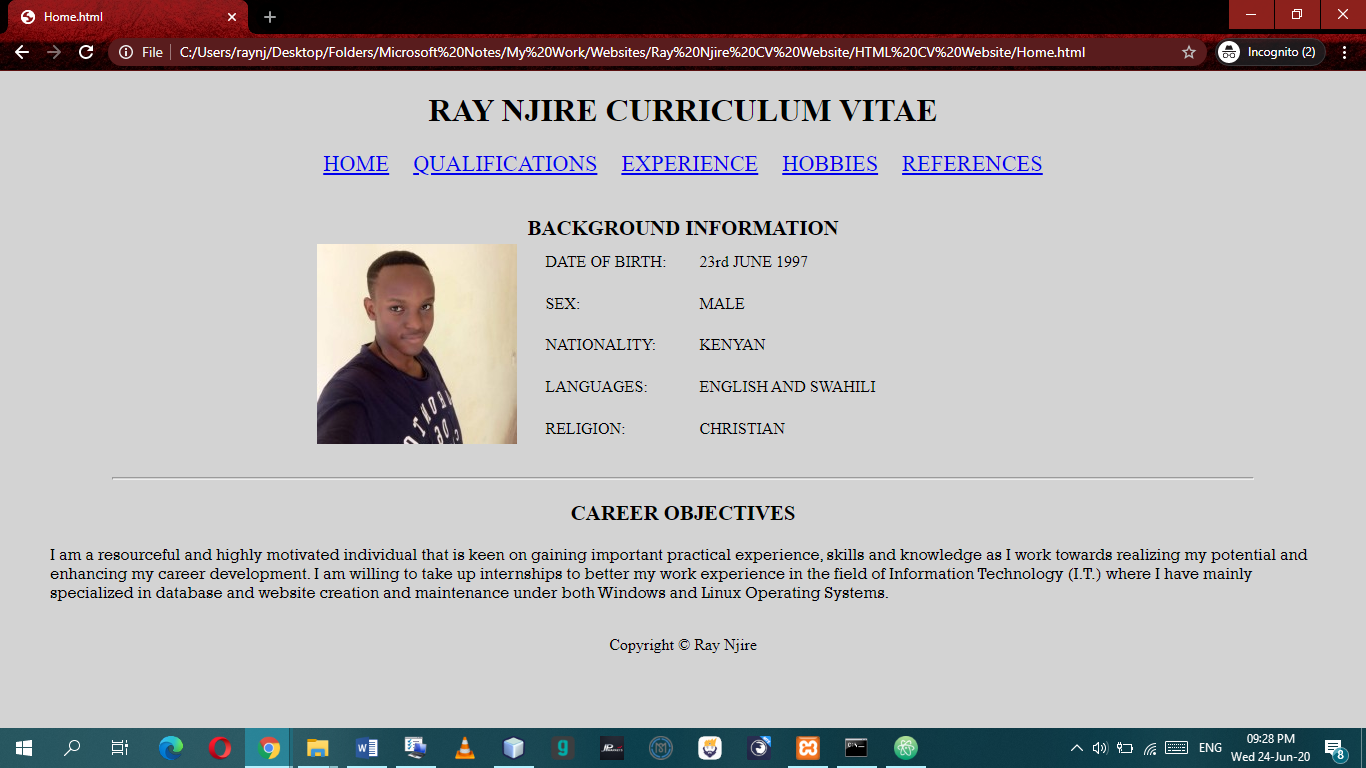 Home.html
File C:/Users/raynj/Desktop/Folders/Microsoft%20Notes/My%20Work/Websites/Ray%20Njire%20CV%20Website/HTML%20CV%20Website/Home.html
Incognito (2)
RAY NJIRE CURRICULUM VITAE
HOME QUALIFICATIONS EXPERIENCE HOBBIES REFERENCES
BACKGROUND INFORMATION
DATE OF BIRTH: 23rd JUNE 1997
SEX: MALE
NATIONALITY: KENYAN
LANGUAGES: ENGLISH AND SWAHILI
RELIGION: CHRISTIAN
CAREER OBJECTIVES
I am a resourceful and highly motivated individual that is keen on gaining important practical experience, skills and knowledge as I work towards realizing my potential and
enhancing my career development. I am willing to take up internships to better my work experience in the field of Information Technology (I.T.) where I have mainly
specialized in database and website creation and maintenance under both Windows and Linux Operating Systems.
Copyright © Ray Njire
ENG
09:28 PM
Wed 24-Jun-20
8